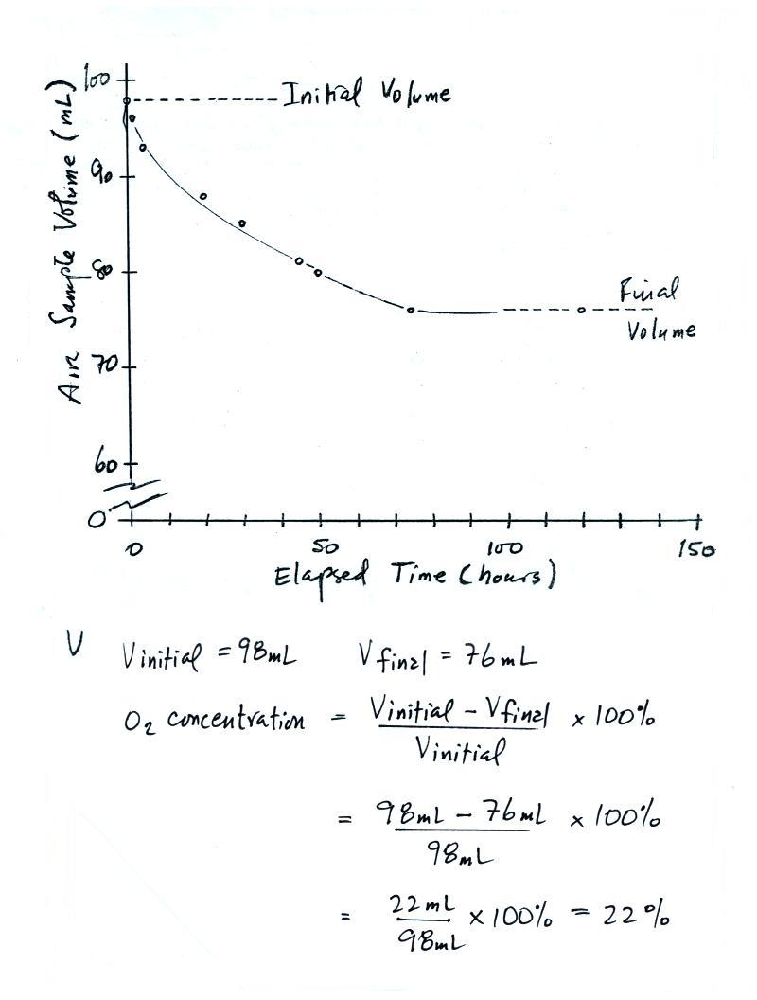 100
Initial Volume
90
80
Final
Volume
70
60
0
0 50 100 150
Elapsed Time (hours)
Air Sample Volume (mL)
V Vinitial = 98mL Vfinal = 76mL
O2 concentration = Vinitial - Vfinal / Vinitial × 100%
= 98mL - 76mL / 98mL × 100%
= 22mL / 98mL × 100% = 22%